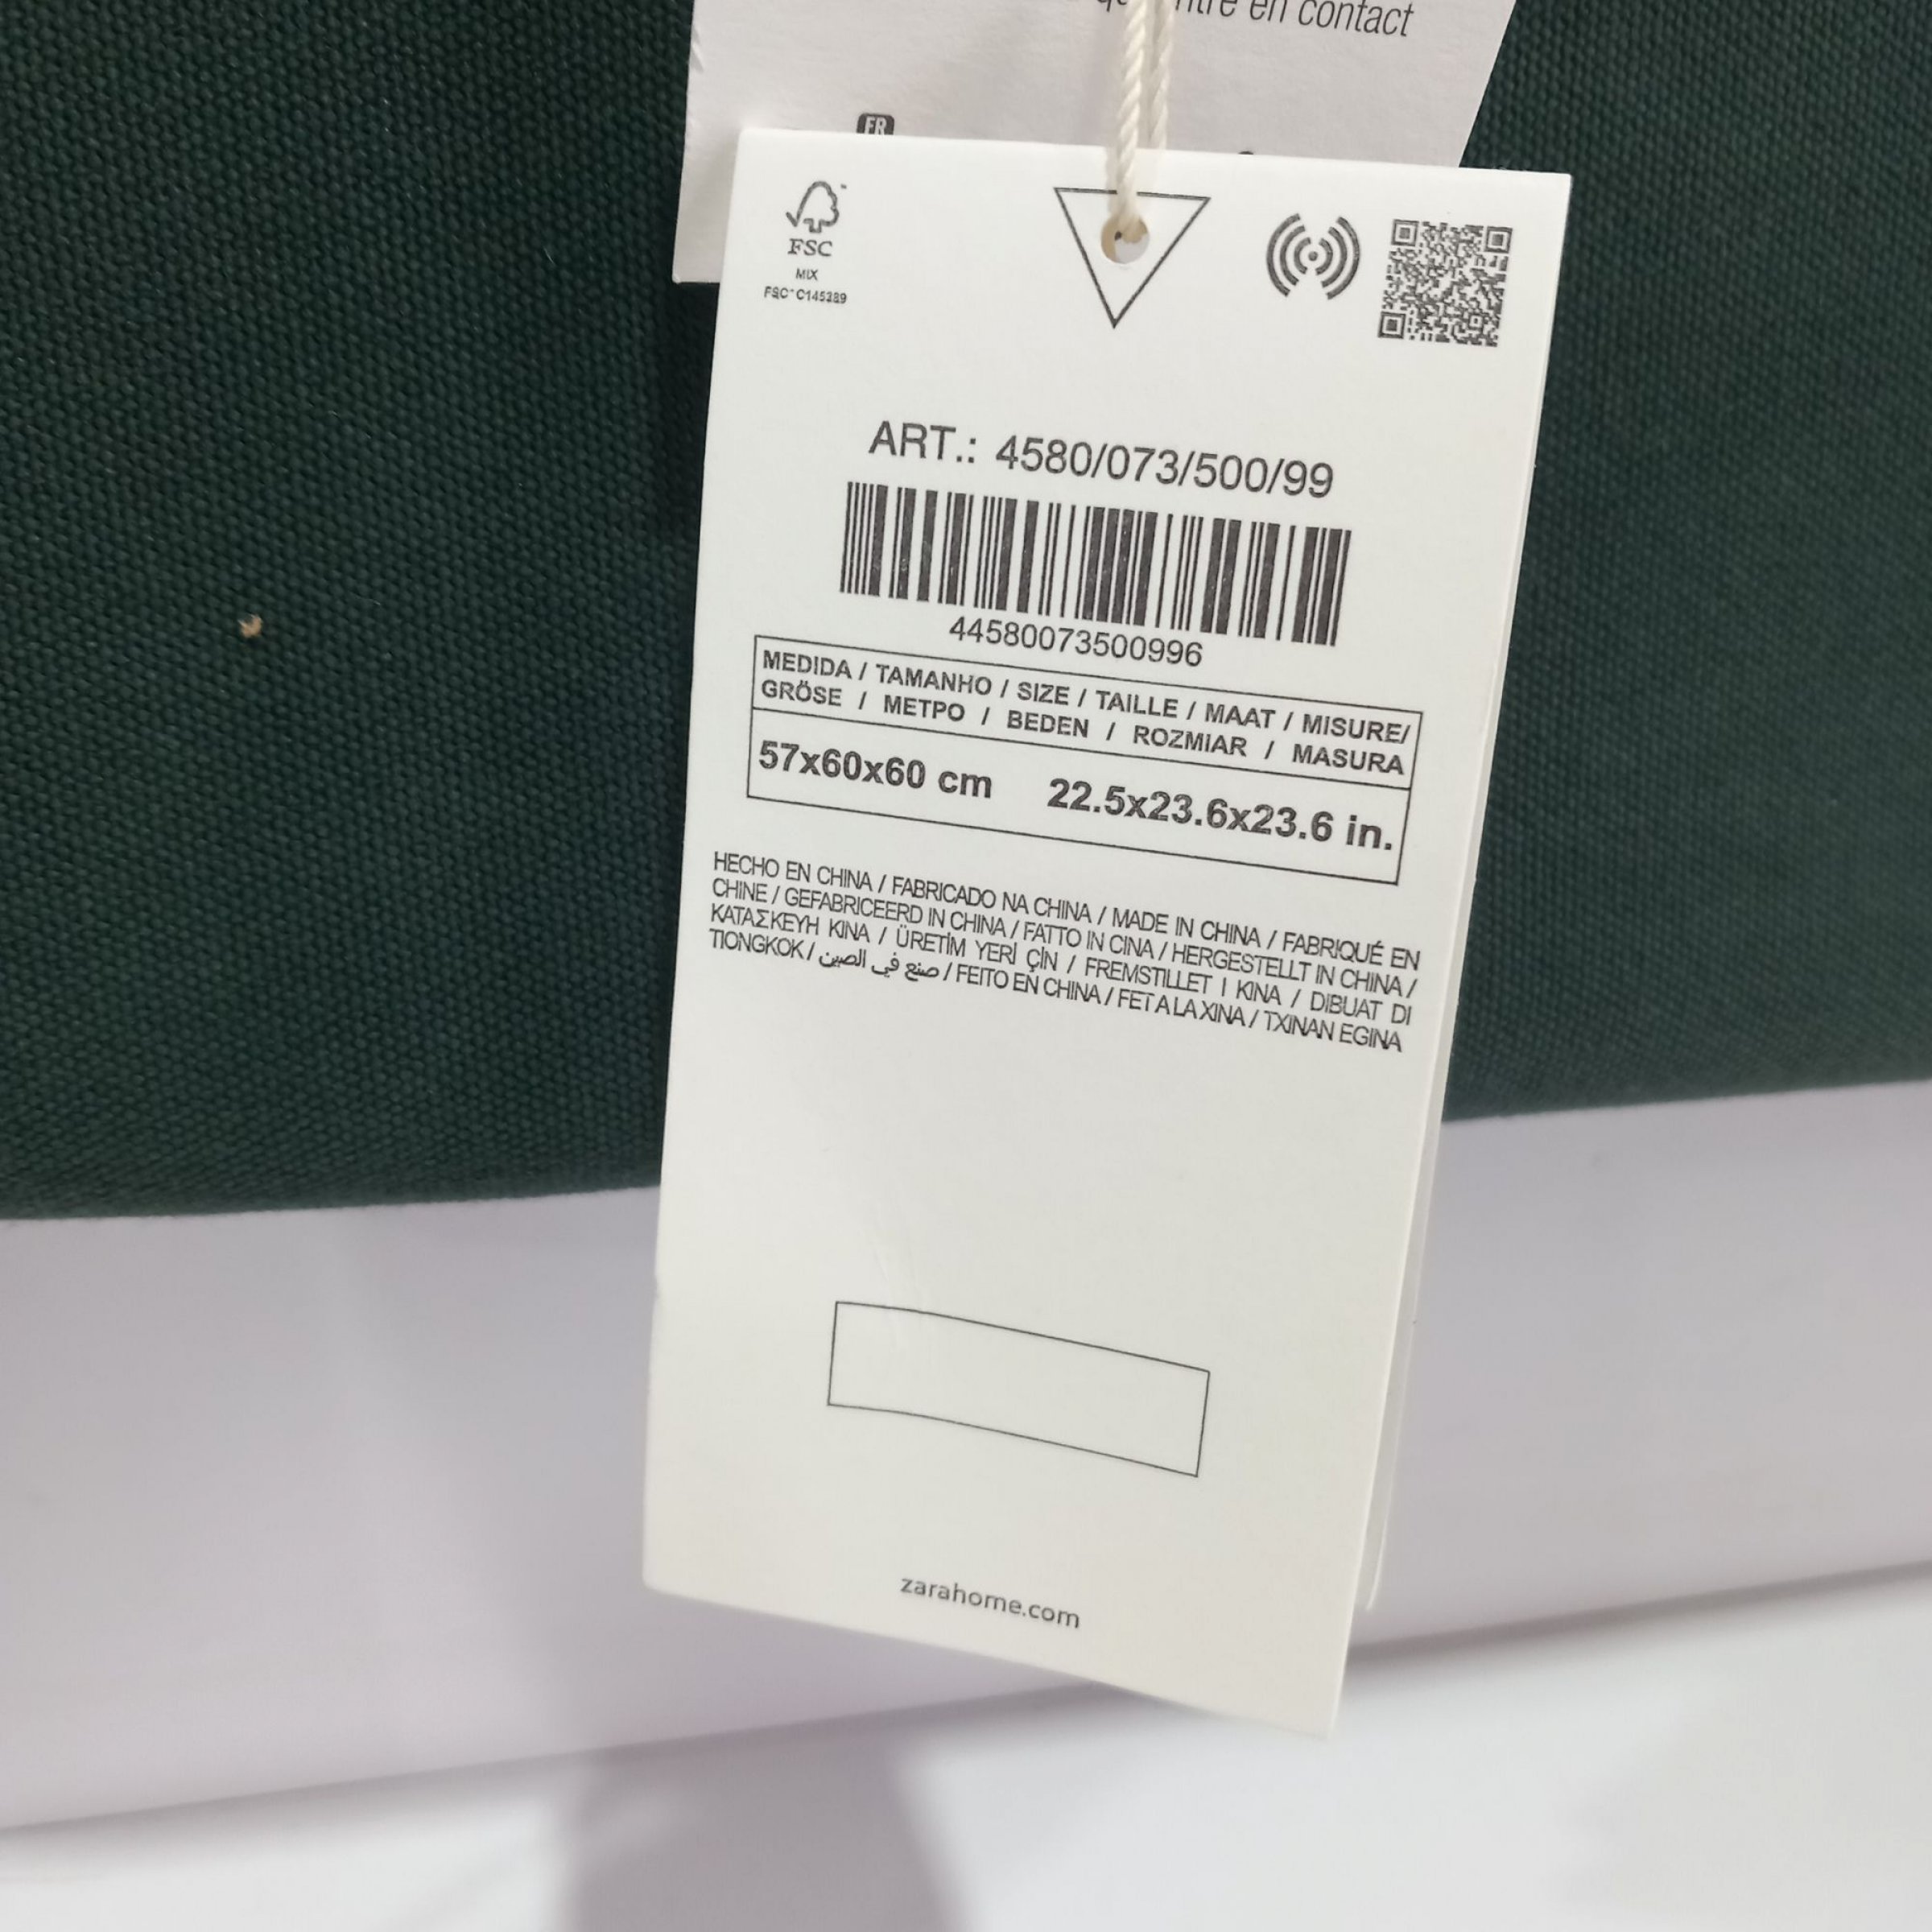 entre en contact
FR
FSC
MIX
FSC® C145289
ART.: 4580/073/500/99
44580073500996
MEDIDA / TAMANHO / SIZE / TAILLE / MAAT / MISURE/
GRÖSE / ΜΕΤΡΟ / BEDEN / ROZMIAR / MASURA
57x60x60 cm 22.5x23.6x23.6 in.
HECHO EN CHINA / FABRICADO NA CHINA / MADE IN CHINA / FABRIQUÉ EN
CHINE / GEFABRICEERD IN CHINA / FATTO IN CINA / HERGESTELLT IN CHINA /
ΚΑΤΑΣΚΕΥΗ ΚΙΝΑ / ÜRETİM YERİ ÇİN / FREMSTILLET I KINA / DIBUAT DI
TIONGKOK / صنع في الصين / FEITO EN CHINA / FET A LA XINA / TXINAN EGINA
zarahome.com